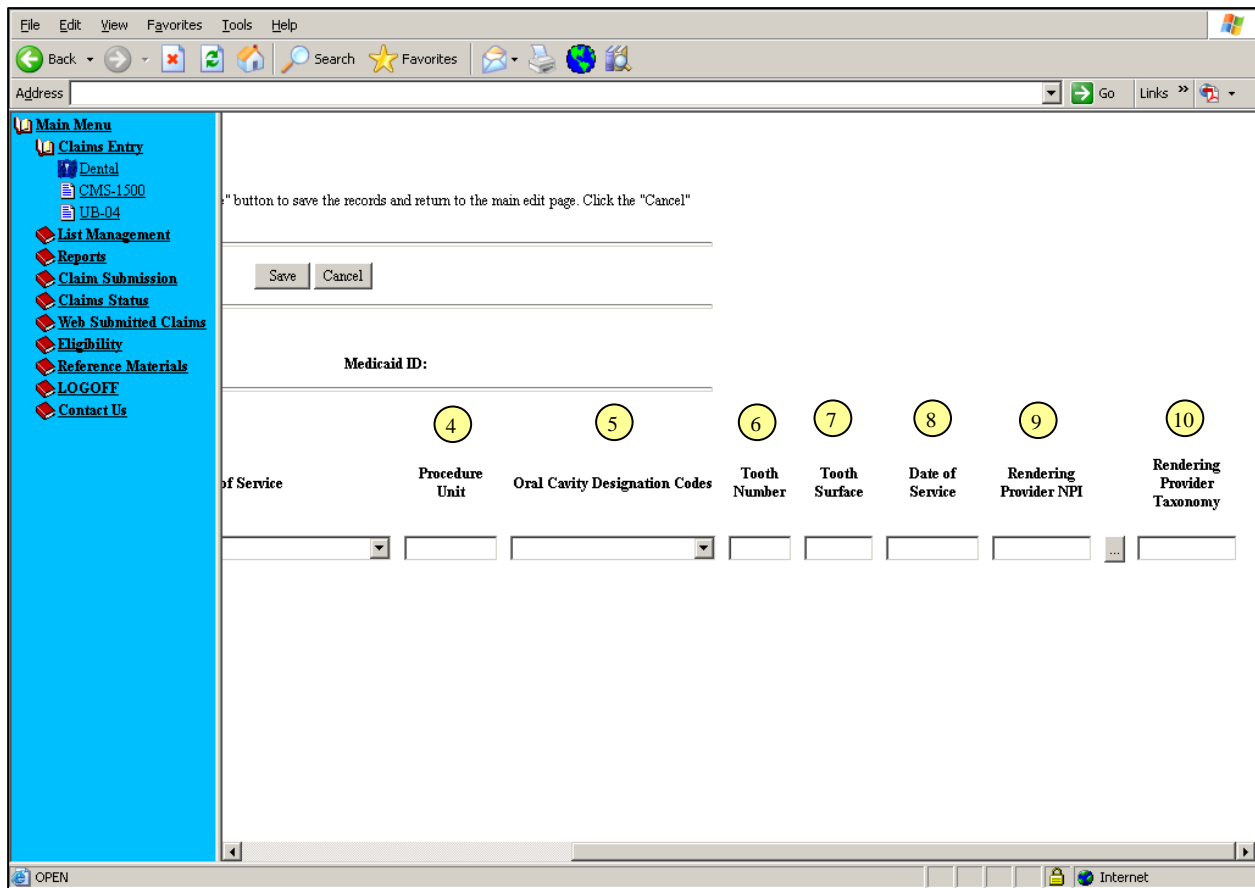 File Edit View Favorites Tools Help
Back Search Favorites
Address Go Links »
Main Menu
Claims Entry
Dental
CMS-1500
UB-04
List Management
Reports
Claim Submission
Claims Status
Web Submitted Claims
Eligibility
Reference Materials
LOGOFF
Contact Us
" button to save the records and return to the main edit page. Click the "Cancel"
Save Cancel
Medicaid ID:
4 5 6 7 8 9 10
of Service
Procedure
Unit
Oral Cavity Designation Codes
Tooth
Number
Tooth
Surface
Date of
Service
Rendering
Provider NPI
Rendering
Provider
Taxonomy
...
OPEN Internet